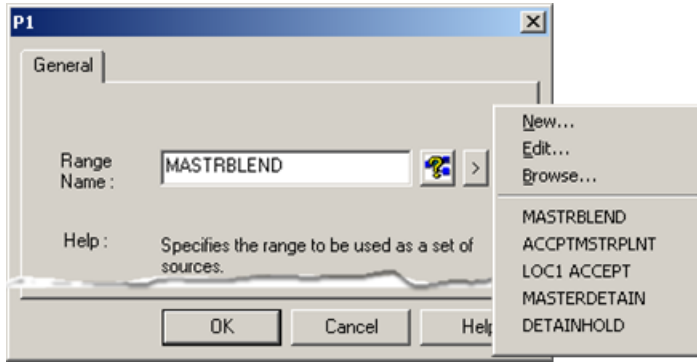 P1
General
Range
Name :
MASTRBLEND
>
Help :
Specifies the range to be used as a set of
sources.
OK
Cancel
Help
New...
Edit...
Browse...
MASTRBLEND
ACCPTMSTRPLNT
LOC1 ACCEPT
MASTERDETAIN
DETAINHOLD